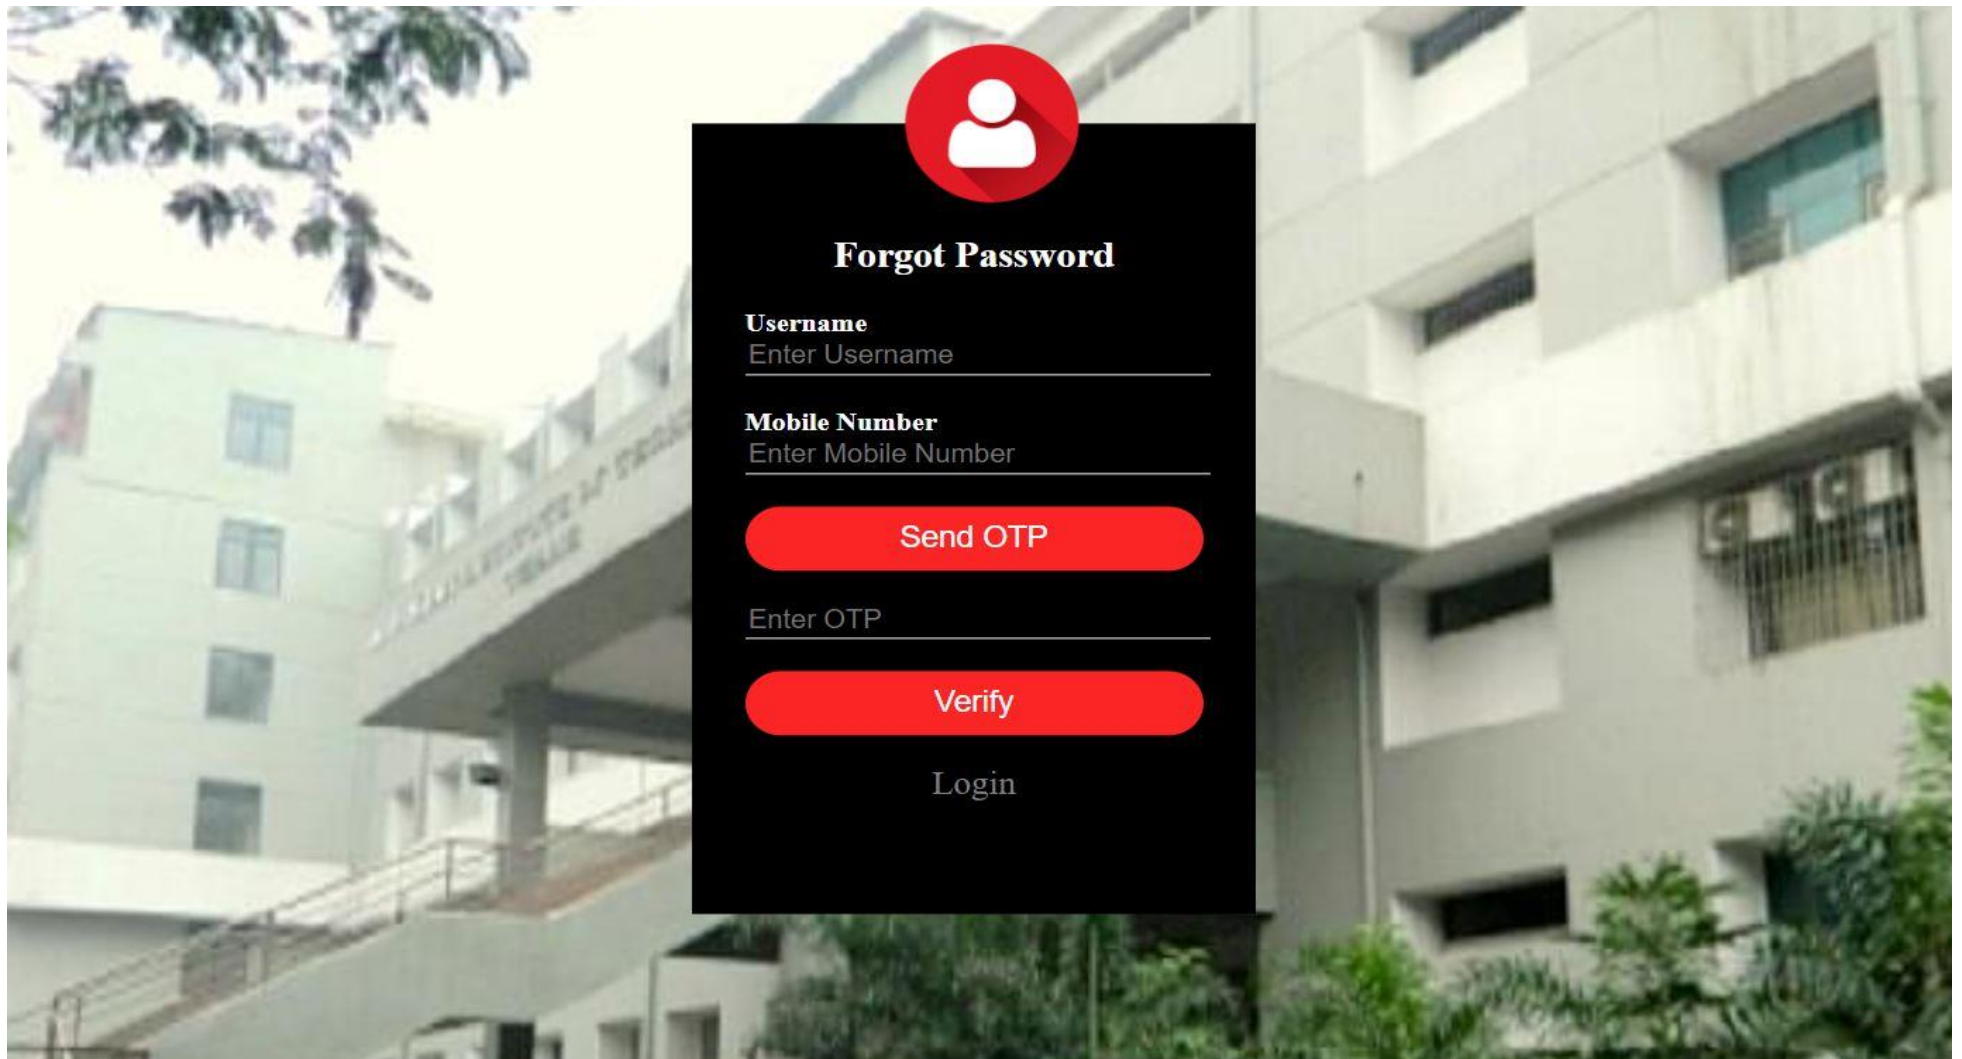 Forgot Password
Username
Enter Username
Mobile Number
Enter Mobile Number
Send OTP
Enter OTP
Verify
Login